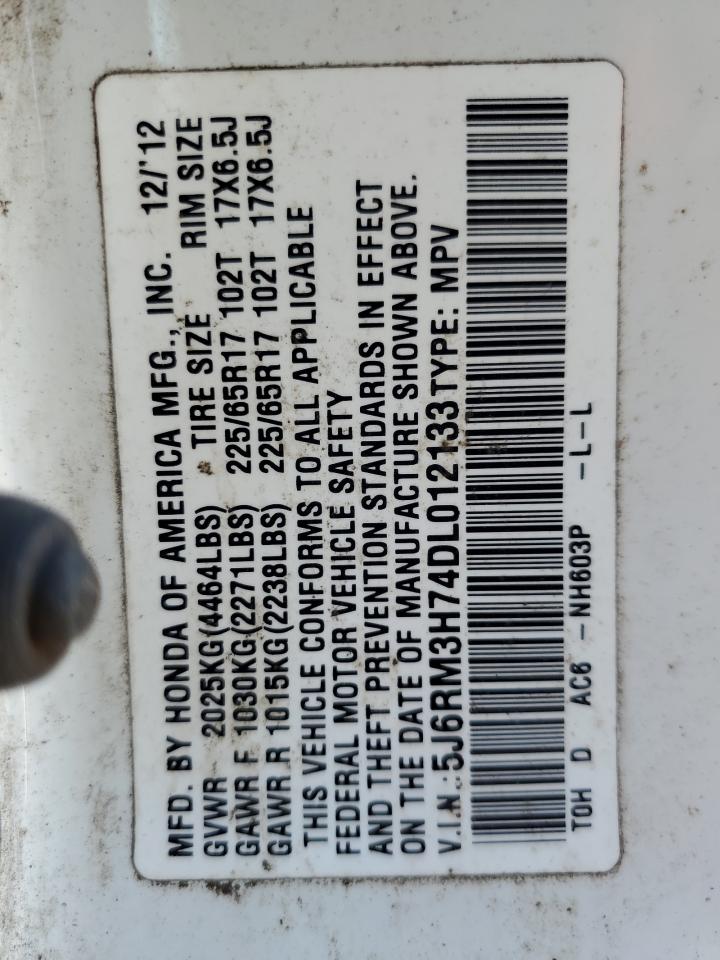 MFD. BY HONDA OF AMERICA MFG., INC. 12/'12
GVWR 2025KG(4464LBS) TIRE SIZE RIM SIZE
GAWR F 1030KG(2271LBS) 225/65R17 102T 17X6.5J
GAWR R 1015KG(2238LBS) 225/65R17 102T 17X6.5J
THIS VEHICLE CONFORMS TO ALL APPLICABLE
FEDERAL MOTOR VEHICLE SAFETY
AND THEFT PREVENTION STANDARDS IN EFFECT
ON THE DATE OF MANUFACTURE SHOWN ABOVE.
V.I.N.:5J6RM3H74DL012133 TYPE: MPV
TOH D AC6 -NH603P -L-L